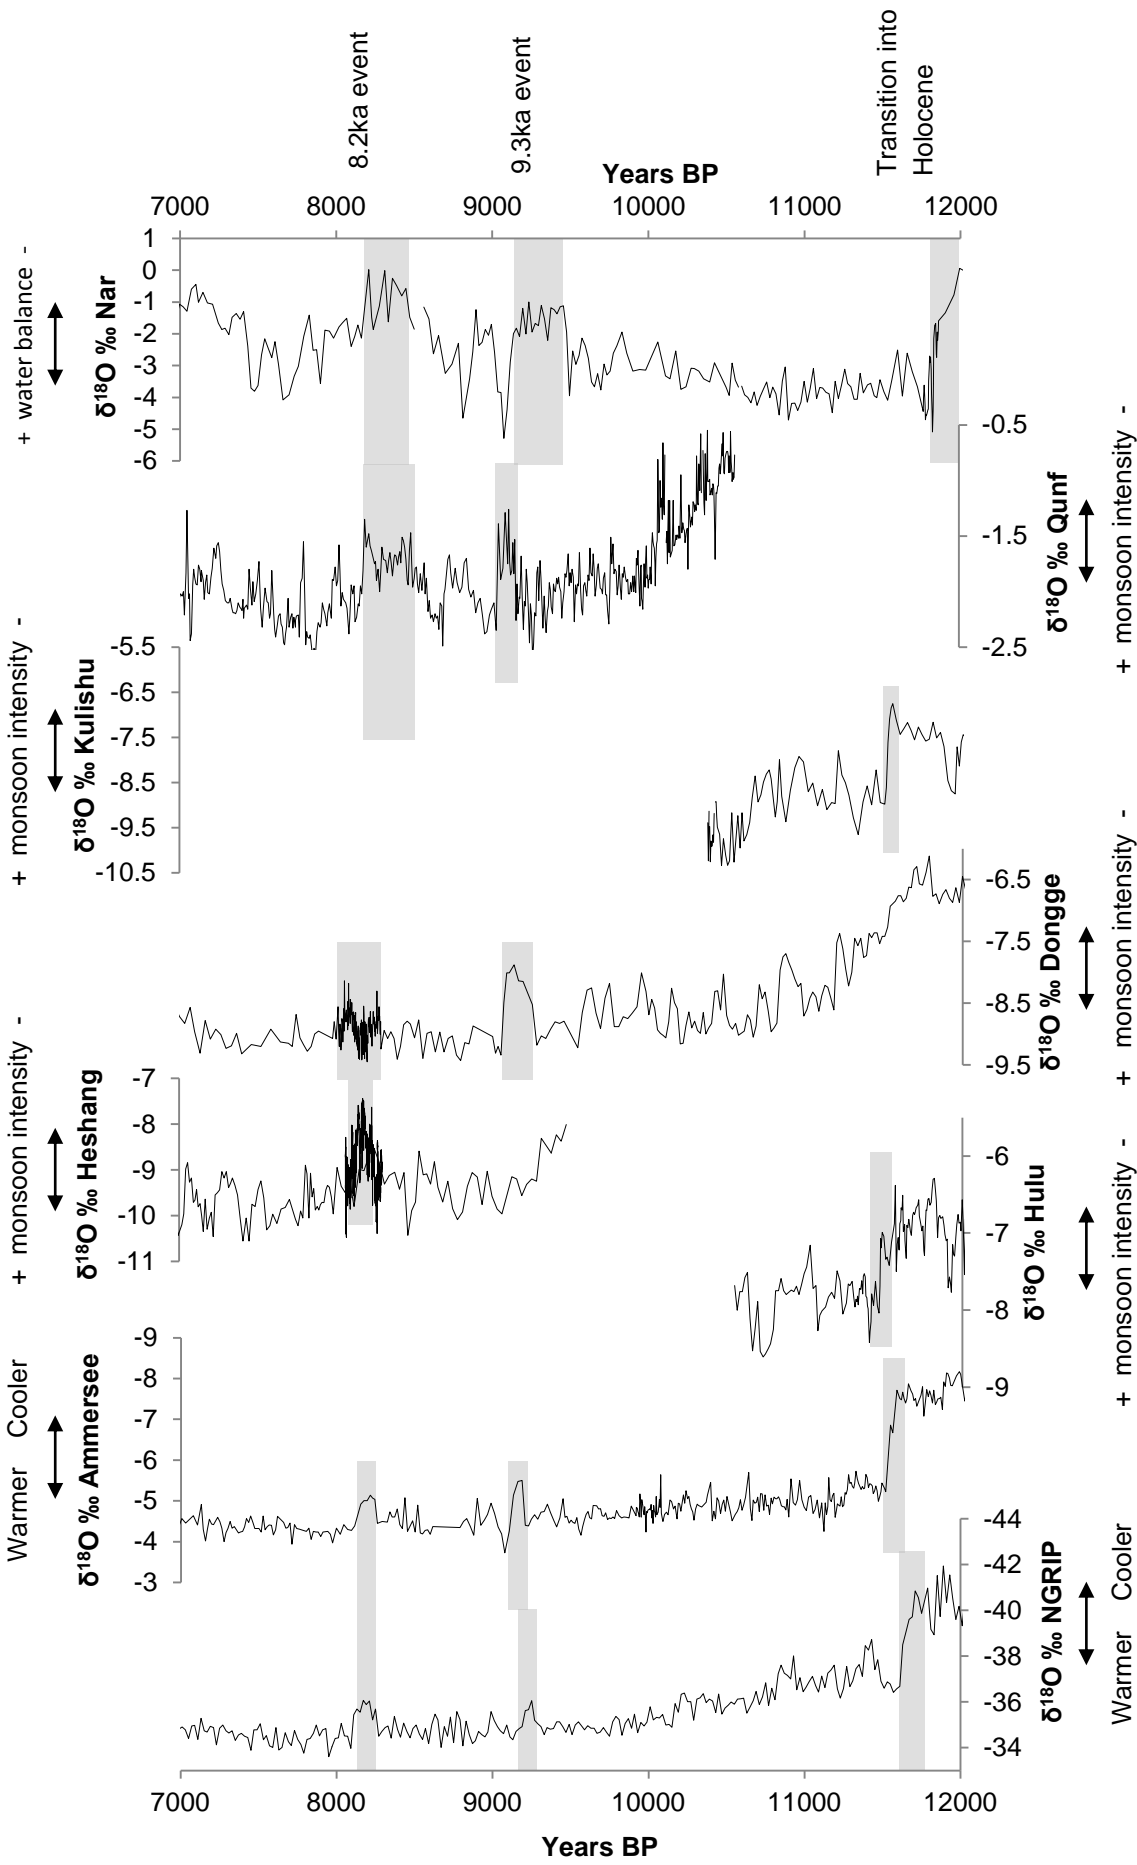 8.2ka event
9.3ka event
Transition into
Holocene
Years BP
7000 8000 9000 10000 11000 12000
+ water balance -
δ¹⁸O ‰ Nar
1
0
-1
-2
-3
-4
-5
-6
-0.5
-1.5
-2.5
δ¹⁸O ‰ Qunf
+ monsoon intensity -
+ monsoon intensity -
δ¹⁸O ‰ Kulishu
-5.5
-6.5
-7.5
-8.5
-9.5
-10.5
-6.5
-7.5
-8.5
-9.5
δ¹⁸O ‰ Dongge
+ monsoon intensity -
+ monsoon intensity -
δ¹⁸O ‰ Heshang
-7
-8
-9
-10
-11
-6
-7
-8
-9
δ¹⁸O ‰ Hulu
+ monsoon intensity -
Warmer Cooler
δ¹⁸O ‰ Ammersee
-9
-8
-7
-6
-5
-4
-3
-44
-42
-40
-38
-36
-34
δ¹⁸O ‰ NGRIP
Warmer Cooler
7000 8000 9000 10000 11000 12000
Years BP